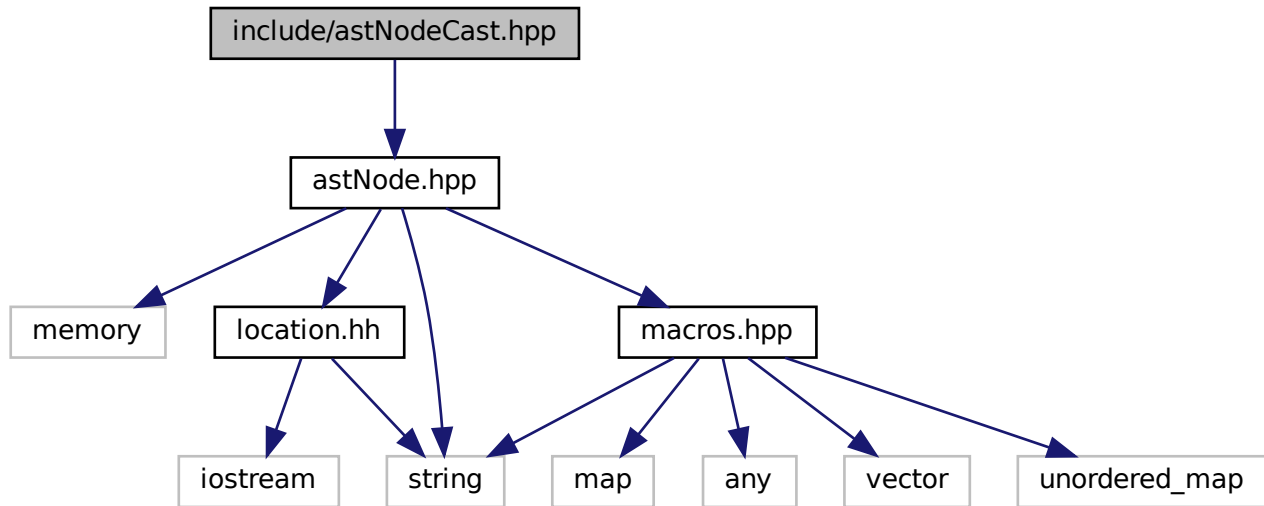 include/astNodeCast.hpp
astNode.hpp
memory
location.hh
macros.hpp
iostream
string
map
any
vector
unordered_map